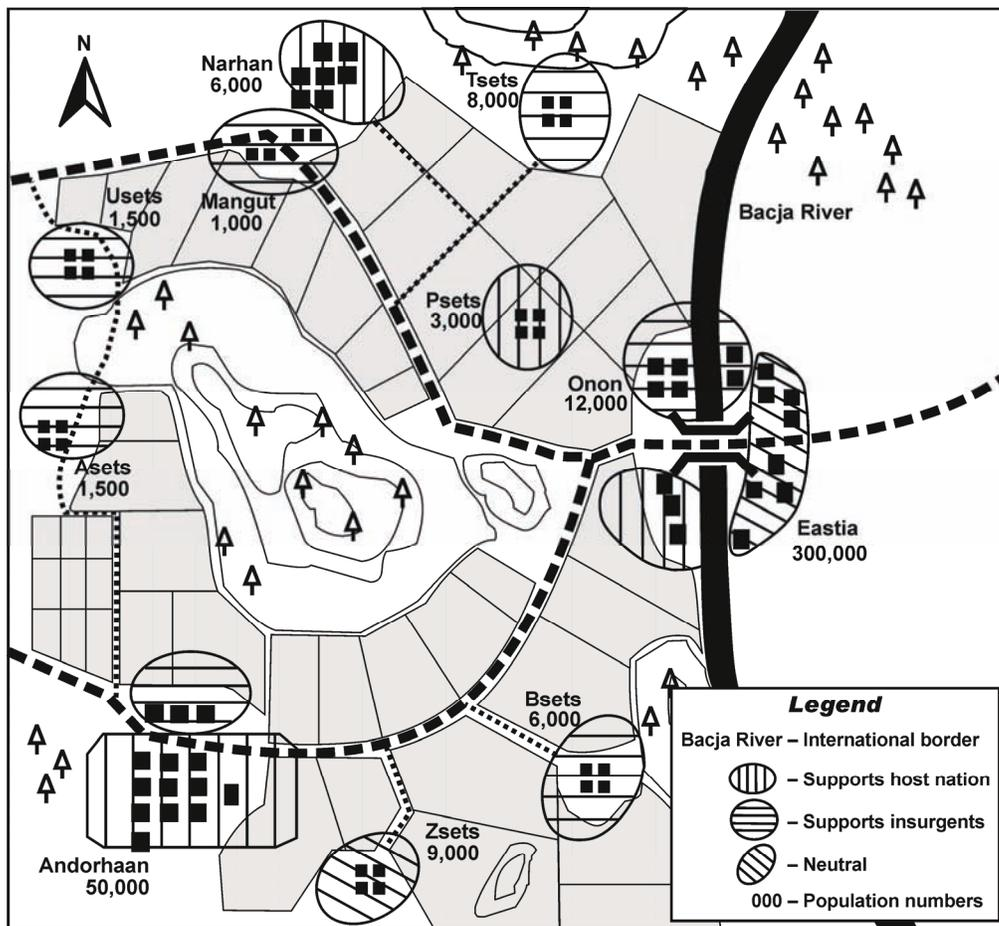 N
Narhan
6,000
Tsets
8,000
Usets
1,500
Mangut
1,000
Bacja River
Psets
3,000
Onon
12,000
Asets
1,500
Eastia
300,000
Bsets
6,000
Andorhaan
50,000
Zsets
9,000
Legend
Bacja River – International border
– Supports host nation
– Supports insurgents
– Neutral
000 – Population numbers